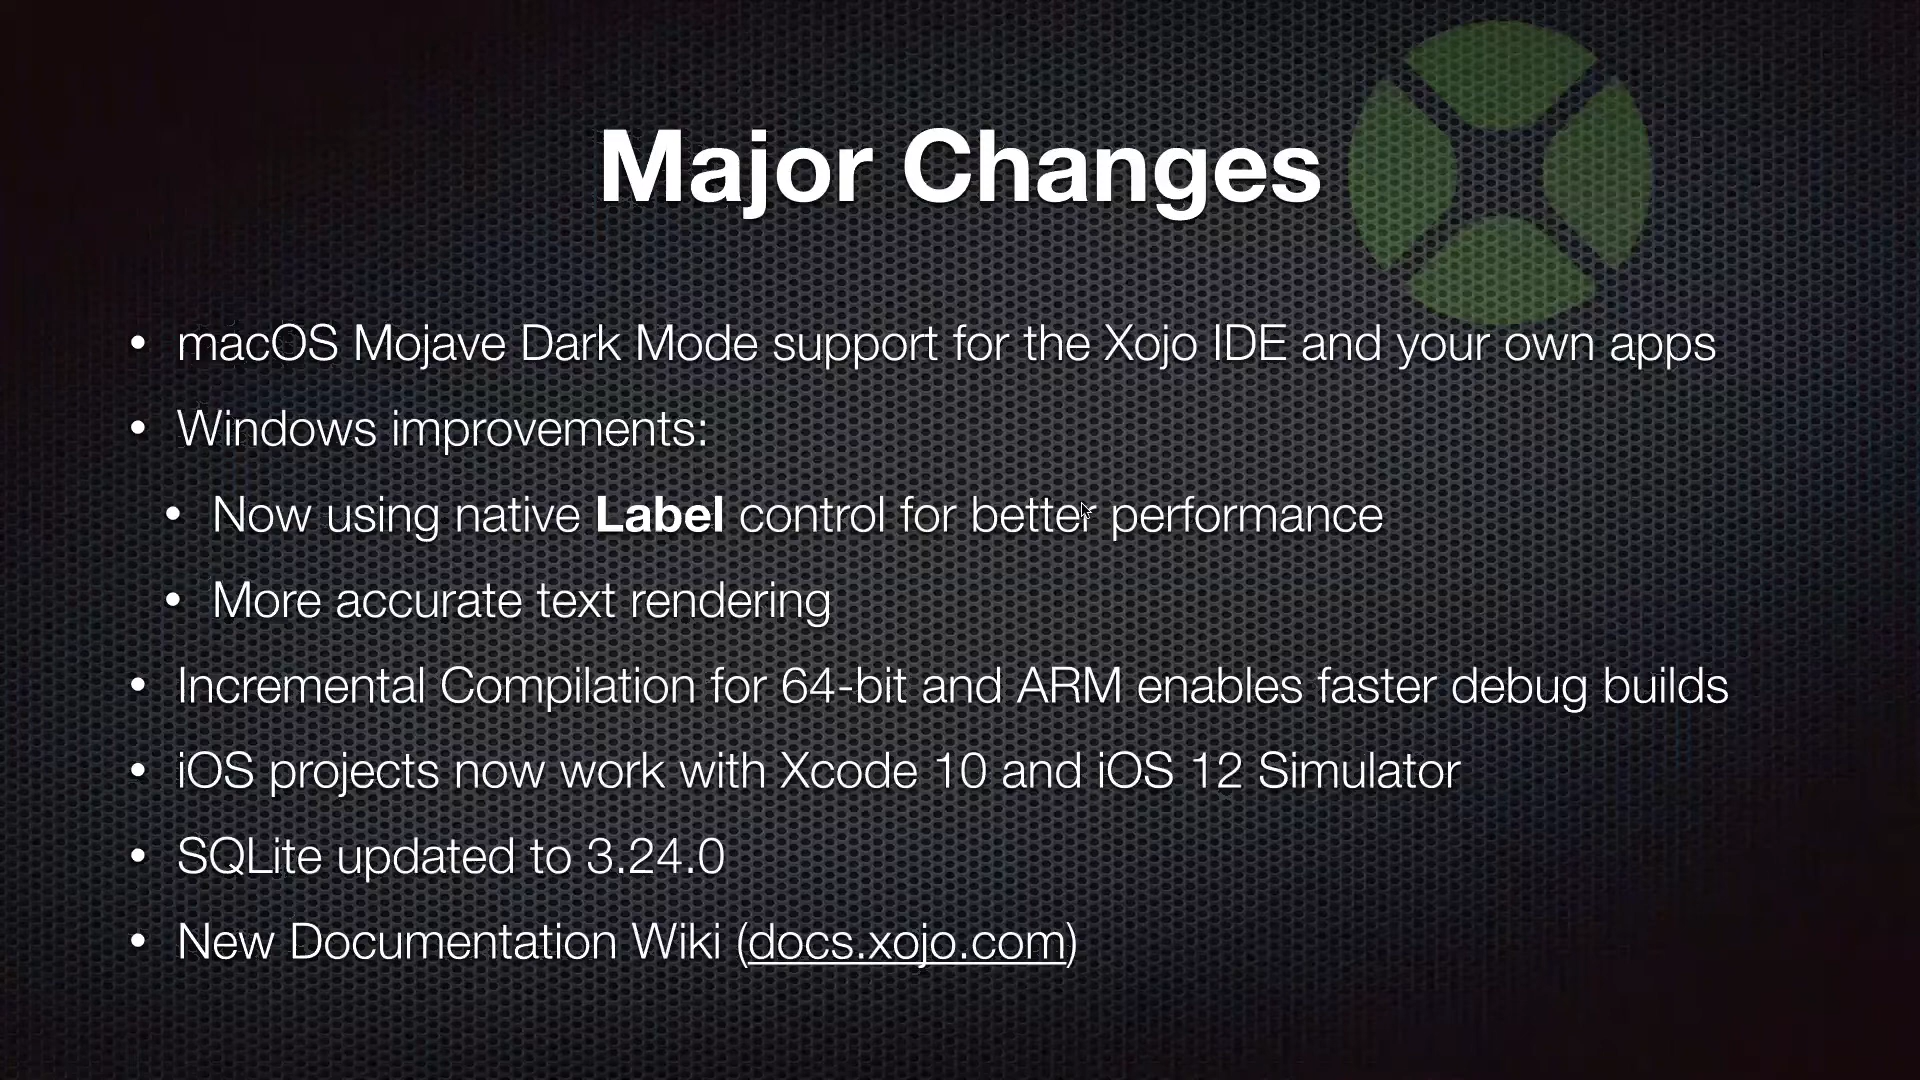 Major Changes
• macOS Mojave Dark Mode support for the Xojo IDE and your own apps
• Windows improvements:
• Now using native Label control for better performance
• More accurate text rendering
• Incremental Compilation for 64-bit and ARM enables faster debug builds
• iOS projects now work with Xcode 10 and iOS 12 Simulator
• SQLite updated to 3.24.0
• New Documentation Wiki (docs.xojo.com)